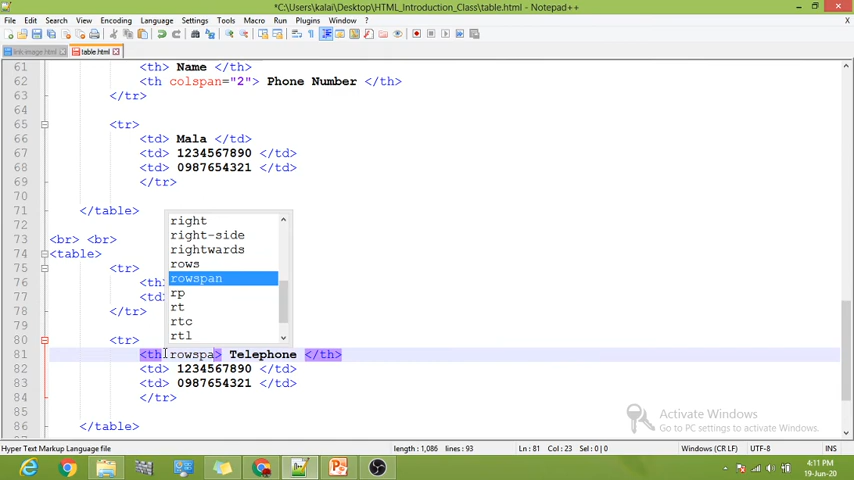 *C:\Users\kalai\Desktop\HTML_Introduction_Class\table.html - Notepad++
File Edit Search View Encoding Language Settings Tools Macro Run Plugins Window ?
link-image.html table.html
61 <th> Name </th>
62 <th colspan="2"> Phone Number </th>
63 </tr>
64
65 <tr>
66 <td> Mala </td>
67 <td> 1234567890 </td>
68 <td> 0987654321 </td>
69 </tr>
70
71 </table>
72
73 <br> <br>
74 <table>
75 <tr>
76 <th
77 <td
78 </tr>
79
80 <tr>
81 <th rowspa> Telephone </th>
82 <td> 1234567890 </td>
83 <td> 0987654321 </td>
84 </tr>
85
86 </table>
right
right-side
rightwards
rows
rowspan
rp
rt
rtc
rtl
Activate Windows
Go to PC settings to activate Windows.
Hyper Text Markup Language file length : 1,086 lines : 93 Ln : 81 Col : 23 Sel : 0 | 0 Windows (CR LF) UTF-8 INS
4:11 PM
19-Jun-20